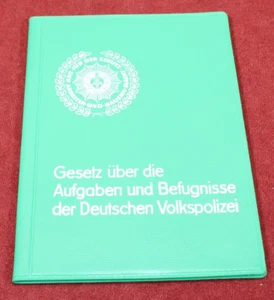 Gesetz über die
Aufgaben und Befugnisse
der Deutschen Volkspolizei